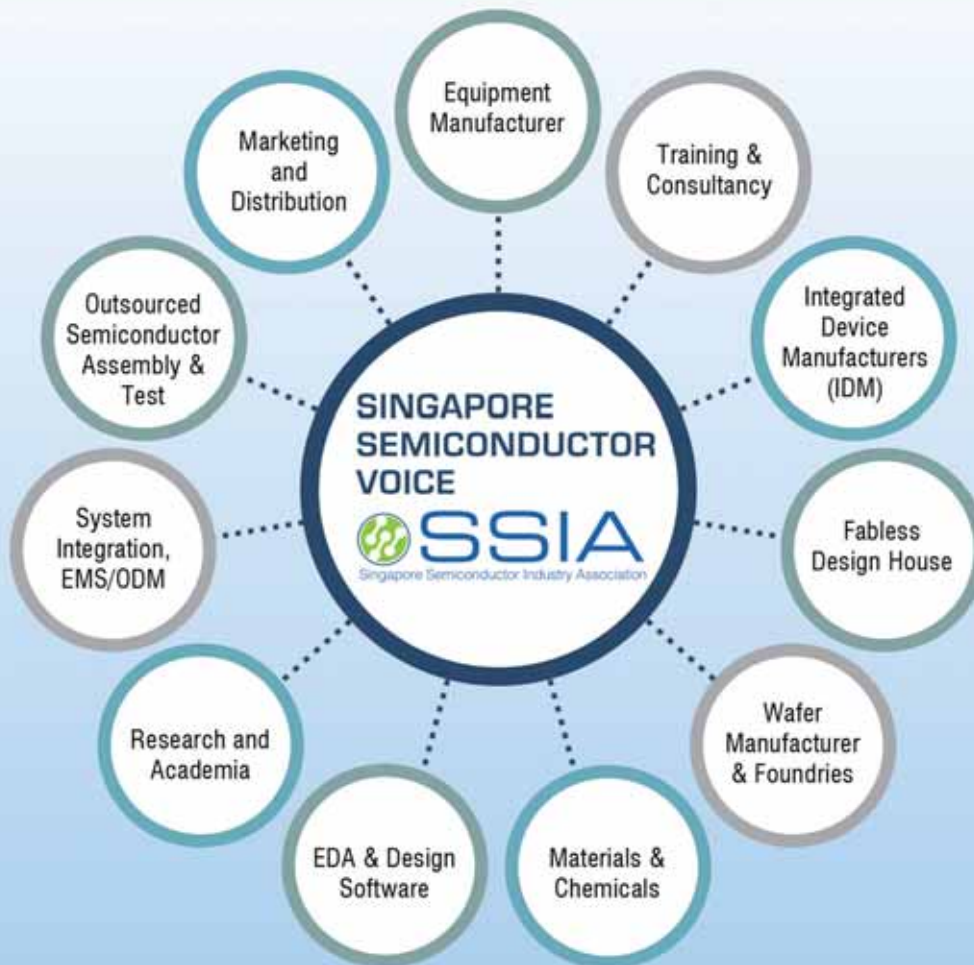 Equipment
Manufacturer
Training &
Consultancy
Integrated
Device
Manufacturers
(IDM)
Fabless
Design House
Wafer
Manufacturer
& Foundries
Materials &
Chemicals
EDA & Design
Software
Research and
Academia
System
Integration,
EMS/ODM
Outsourced
Semiconductor
Assembly &
Test
Marketing
and
Distribution
SINGAPORE
SEMICONDUCTOR
VOICE
SSIA
Singapore Semiconductor Industry Association